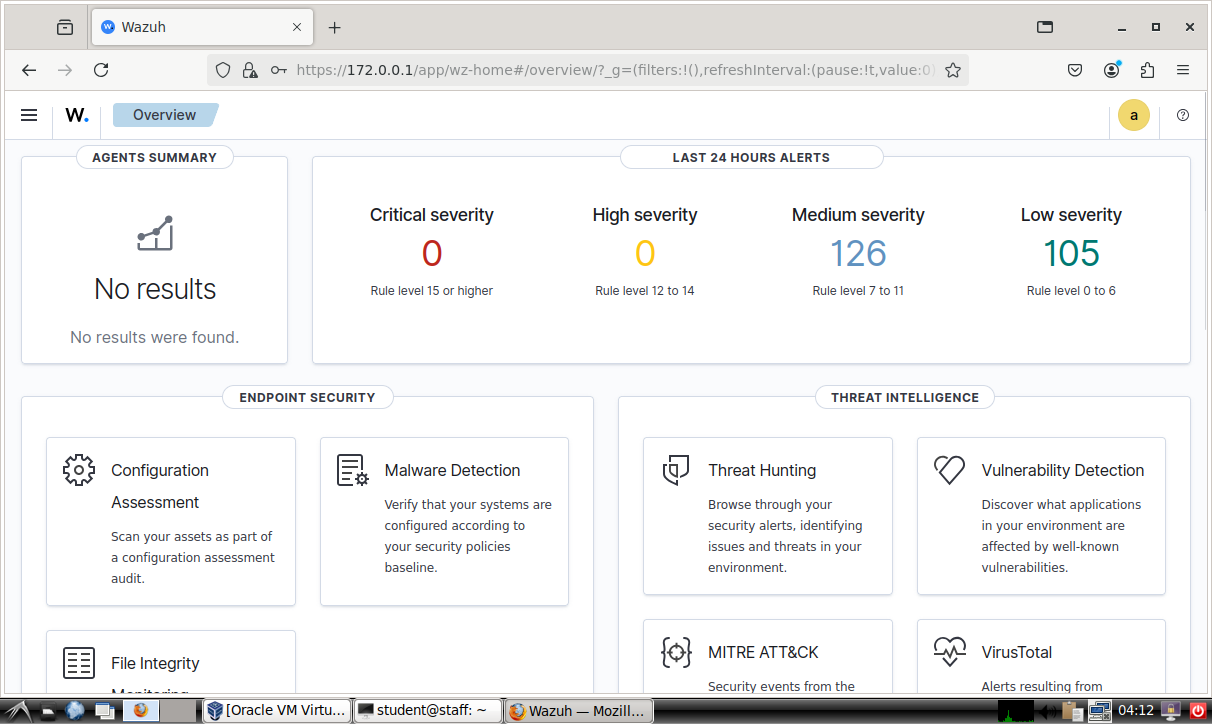 Wazuh
https://172.0.0.1/app/wz-home#/overview/?_g=(filters:!(),refreshInterval:(pause:!t,value:0)
W.
Overview
a
AGENTS SUMMARY
No results
No results were found.
LAST 24 HOURS ALERTS
Critical severity
0
Rule level 15 or higher
High severity
0
Rule level 12 to 14
Medium severity
126
Rule level 7 to 11
Low severity
105
Rule level 0 to 6
ENDPOINT SECURITY
Configuration
Assessment
Scan your assets as part of
a configuration assessment
audit.
Malware Detection
Verify that your systems are
configured according to
your security policies
baseline.
File Integrity
Monitoring
THREAT INTELLIGENCE
Threat Hunting
Browse through your
security alerts, identifying
issues and threats in your
environment.
Vulnerability Detection
Discover what applications
in your environment are
affected by well-known
vulnerabilities.
MITRE ATT&CK
Security events from the
VirusTotal
Alerts resulting from
[Oracle VM Virtu...
student@staff: ~
Wazuh — Mozill...
04:12